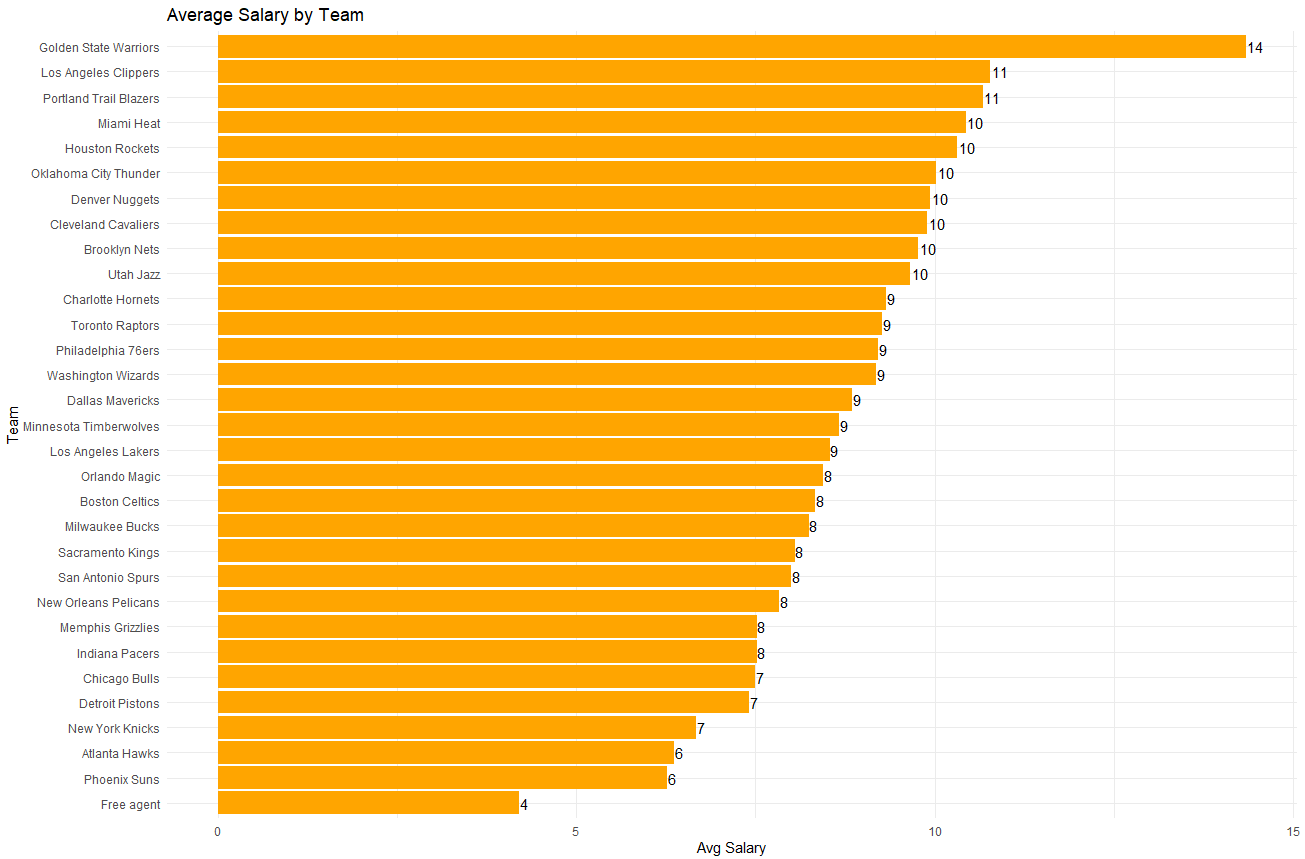 Average Salary by Team
Golden State Warriors 14
Los Angeles Clippers 11
Portland Trail Blazers 11
Miami Heat 10
Houston Rockets 10
Oklahoma City Thunder 10
Denver Nuggets 10
Cleveland Cavaliers 10
Brooklyn Nets 10
Utah Jazz 10
Charlotte Hornets 9
Toronto Raptors 9
Philadelphia 76ers 9
Washington Wizards 9
Dallas Mavericks 9
Team
Minnesota Timberwolves 9
Los Angeles Lakers 9
Orlando Magic 8
Boston Celtics 8
Milwaukee Bucks 8
Sacramento Kings 8
San Antonio Spurs 8
New Orleans Pelicans 8
Memphis Grizzlies 8
Indiana Pacers 8
Chicago Bulls 7
Detroit Pistons 7
New York Knicks 7
Atlanta Hawks 6
Phoenix Suns 6
Free agent 4
0 5 10 15
Avg Salary